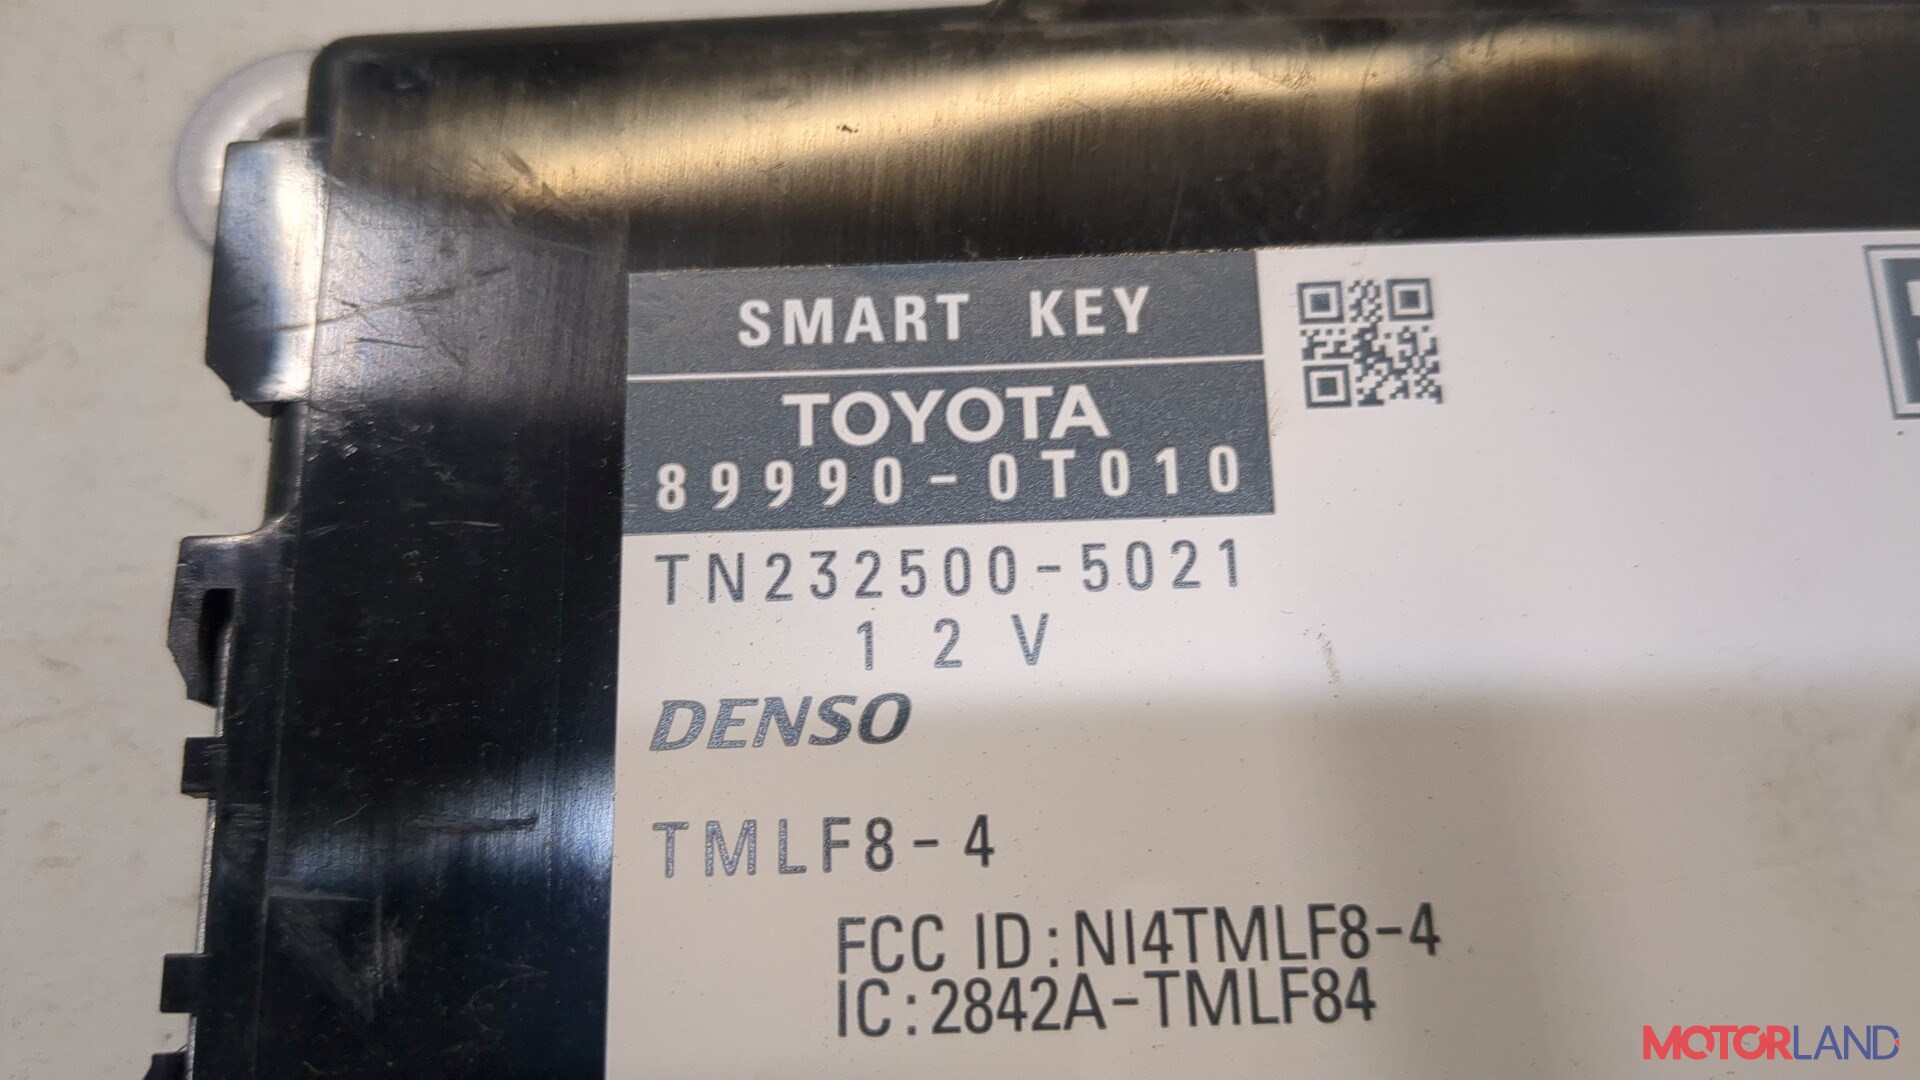 SMART KEY
TOYOTA
89990-0T010
TN232500-5021
12V
DENSO
TMLF8-4
FCC ID:NI4TMLF8-4
IC:2842A-TMLF84
MOTORLAND